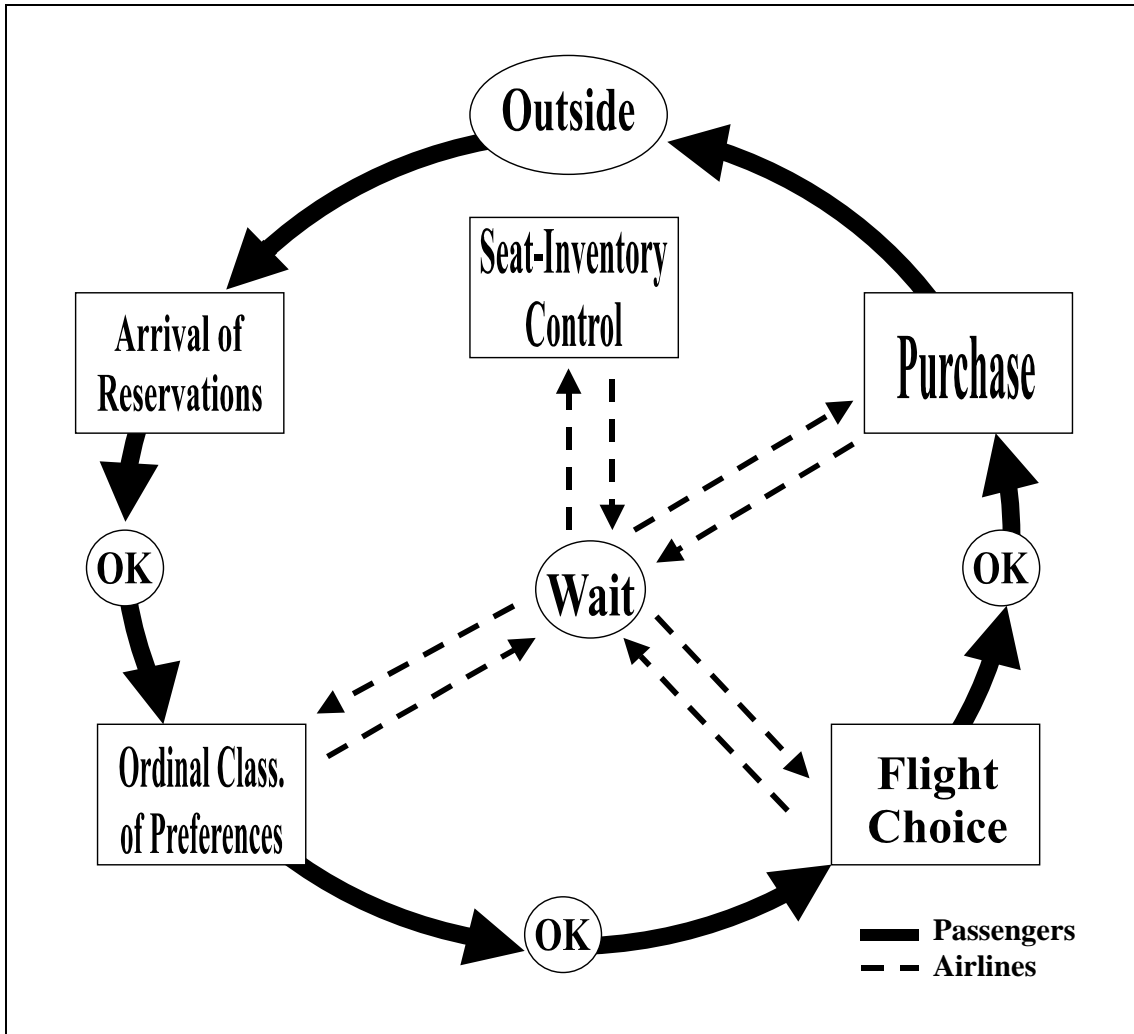 Outside
Seat-Inventory
Control
Arrival of
Reservations
Purchase
OK
OK
Wait
Ordinal Class.
of Preferences
Flight
Choice
OK
Passengers
Airlines